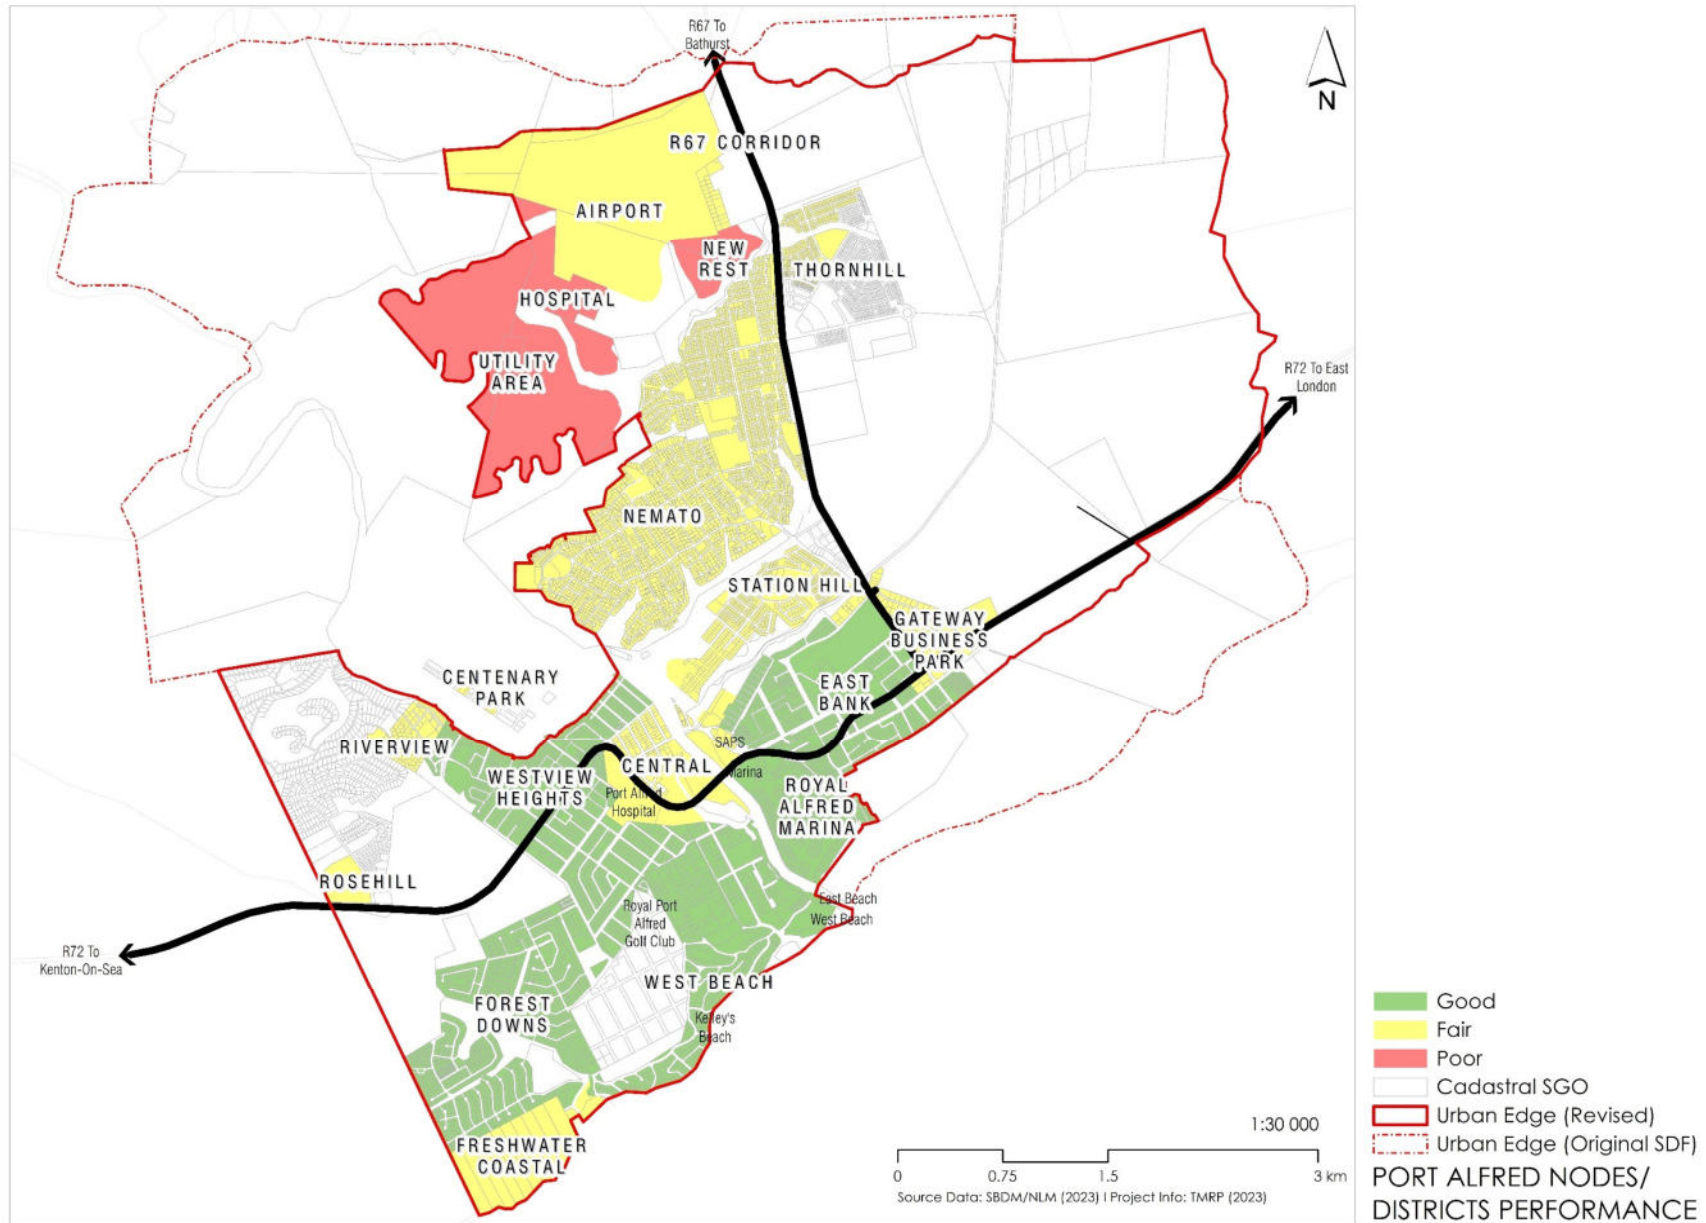 R67 To
Bathurst
N
R67 CORRIDOR
AIRPORT
NEW
REST
THORNHILL
HOSPITAL
UTILITY
AREA
R72 To East
London
NEMATO
STATION HILL
GATEWAY
BUSINESS
PARK
CENTENARY
PARK
EAST
BANK
RIVERVIEW
SAPS
CENTRAL
Marina
WESTVIEW
HEIGHTS
Port Alfred
Hospital
ROYAL
ALFRED
MARINA
ROSEHILL
East Beach
West Beach
Royal Port
Alfred
Golf Club
R72 To
Kenton-On-Sea
WEST BEACH
FOREST
DOWNS
Kelley's
Beach
FRESHWATER
COASTAL
1:30 000
0 0.75 1.5 3 km
Source Data: SBDM/NLM (2023) I Project Info: TMRP (2023)
Good
Fair
Poor
Cadastral SGO
Urban Edge (Revised)
Urban Edge (Original SDF)
PORT ALFRED NODES/
DISTRICTS PERFORMANCE